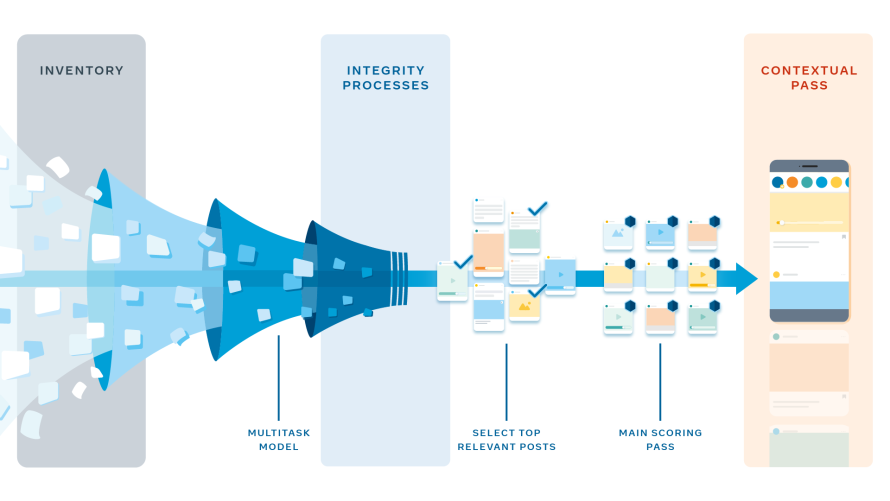 INVENTORY
INTEGRITY
PROCESSES
CONTEXTUAL
PASS
MULTITASK
MODEL
SELECT TOP
RELEVANT POSTS
MAIN SCORING
PASS